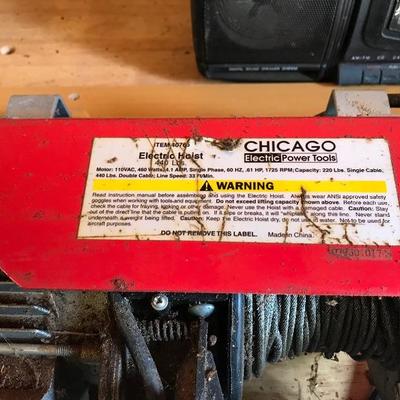 CHICAGO
Electric Power Tools
Electric Hoist
440 Lbs.
Motor: 110VAC, 460 Watts/4.1 AMP, Single Phase, 60 HZ, .61 HP, 1725 RPM; Capacity: 220 Lbs. Single Cable,
440 Lbs. Double Cable; Line Speed: 33 Ft/Min.
WARNING
Read instruction manual before assembling and using the Electric Hoist. Always wear ANSI approved safety
goggles when working with tools and equipment. Do not exceed lifting capacity shown above. Before each use,
check the cable for fraying, kinking or other damage. Never use the Hoist with a damaged cable. Caution: Stay
out of the direct line that the cable is pulling from. If it slips or breaks, it will "whiplash" along this line. Never stand
underneath a weight being lifted. Caution: Keep the Electric Hoist dry, do not use in water. Not to be used for
aircraft purposes.
DO NOT REMOVE THIS LABEL.
Made in China.